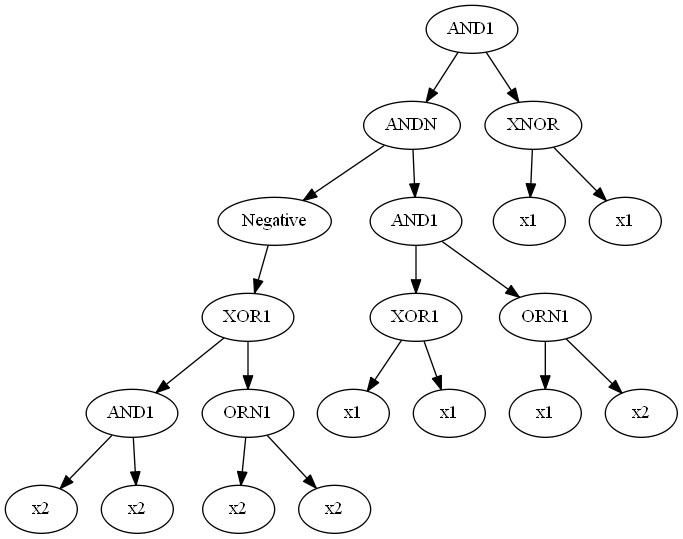 AND1
ANDN XNOR
Negative AND1 x1 x1
XOR1 XOR1 ORN1
AND1 ORN1 x1 x1 x1 x2
x2 x2 x2 x2